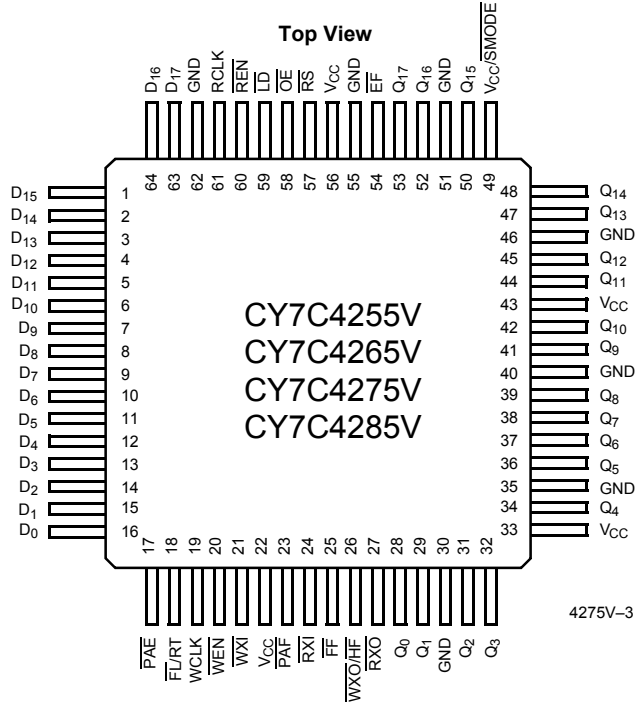 Top View
D16
D17
GND
RCLK
REN
LD
OE
RS
VCC
GND
EF
Q17
Q16
GND
Q15
VCC/SMODE
64
63
62
61
60
59
58
57
56
55
54
53
52
51
50
49
D15 1
D14 2
D13 3
D12 4
D11 5
D10 6
D9 7
D8 8
D7 9
D6 10
D5 11
D4 12
D3 13
D2 14
D1 15
D0 16
CY7C4255V
CY7C4265V
CY7C4275V
CY7C4285V
48 Q14
47 Q13
46 GND
45 Q12
44 Q11
43 VCC
42 Q10
41 Q9
40 GND
39 Q8
38 Q7
37 Q6
36 Q5
35 GND
34 Q4
33 VCC
17
18
19
20
21
22
23
24
25
26
27
28
29
30
31
32
PAE
FL/RT
WCLK
WEN
WXI
VCC
PAF
RXI
FF
WXO/HF
RXO
Q0
Q1
GND
Q2
Q3
4275V–3